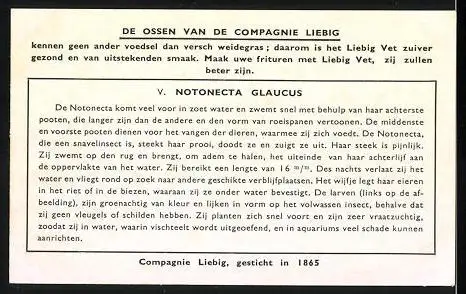 DE OSSEN VAN DE COMPAGNIE LIEBIG
kennen geen ander voedsel dan versch weidegras ; daarom is het Liebig Vet zuiver
gezond en van uitstekenden smaak. Maak uwe frituren met Liebig Vet, zij zullen
beter zijn.
V. NOTONECTA GLAUCUS
De Notonecta komt veel voor in zoet water en zwemt snel met behulp van haar achterste
pooten, die langer zijn dan de andere en den vorm van roeispanen vertoonen. De middenste
en voorste pooten dienen voor het vangen der dieren, waarmee zij zich voedt. De Notonecta,
die een snavelinsect is, steekt haar prooi, doodt ze en zuigt ze uit. Haar steek is pijnlijk.
Zij zwemt op den rug en brengt, om adem te halen, het uiteinde van haar achterlijf aan
de oppervlakte van het water. Zij bereikt een lengte van 16 m/m. Des nachts verlaat zij het
water en vliegt rond op zoek naar andere geschikte verblijfplaatsen. Het wijfje legt haar eieren
in het riet of in de biezen, waaraan zij ze onder water bevestigt. De larven (links op de af-
beelding), zijn groenachtig van kleur en lijken in vorm op het volwassen insect, behalve dat
zij geen vleugels of schilden hebben. Zij planten zich snel voort en zijn zeer vraatzuchtig,
zoodat zij in water, waarin vischteelt wordt uitgeoefend, en in aquariums veel schade kunnen
aanrichten.
Compagnie Liebig, gesticht in 1865